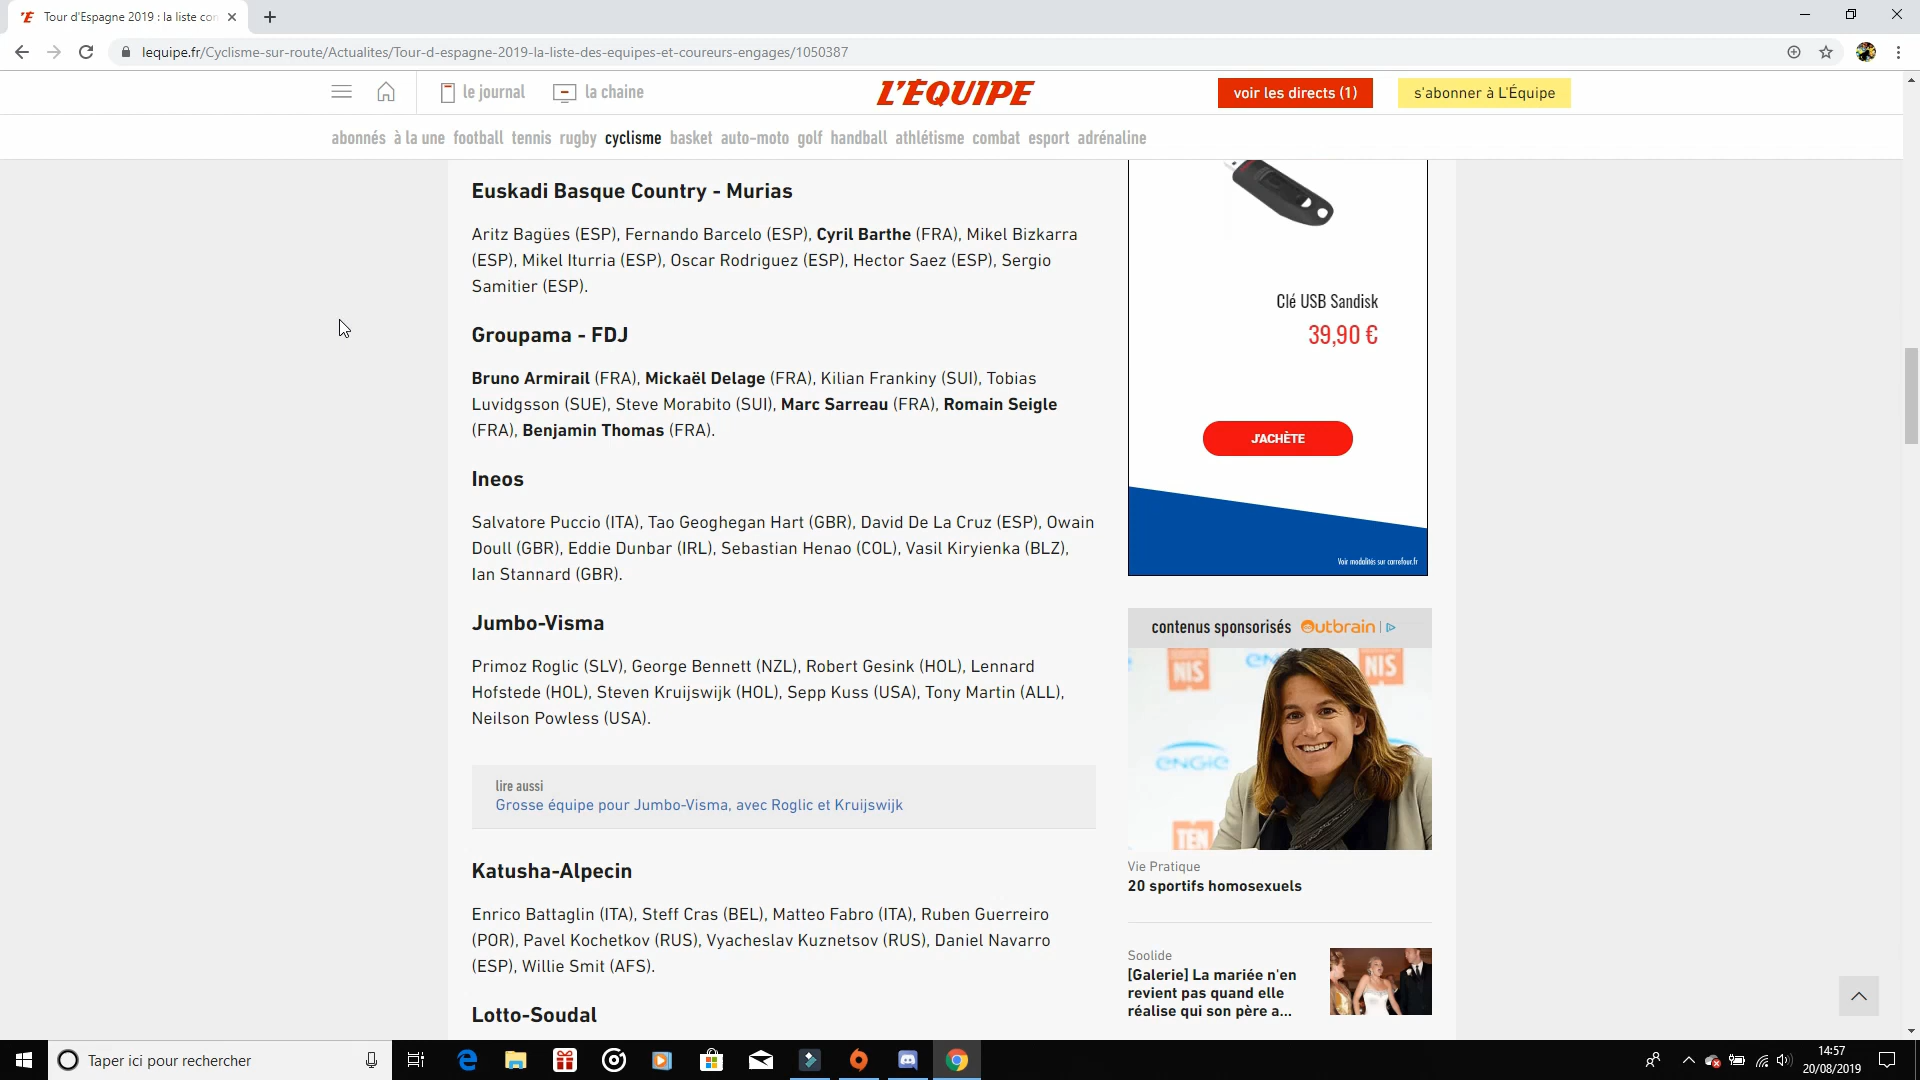 Tour d'Espagne 2019 : la liste con
lequipe.fr/Cyclisme-sur-route/Actualites/Tour-d-espagne-2019-la-liste-des-equipes-et-coureurs-engages/1050387
le journal
la chaine
L'ÉQUIPE
voir les directs (1)
s'abonner à L'Équipe
abonnés à la une football tennis rugby cyclisme basket auto-moto golf handball athlétisme combat esport adrénaline
Euskadi Basque Country - Murias
Aritz Bagües (ESP), Fernando Barcelo (ESP), Cyril Barthe (FRA), Mikel Bizkarra
(ESP), Mikel Iturria (ESP), Oscar Rodriguez (ESP), Hector Saez (ESP), Sergio
Samitier (ESP).
Groupama - FDJ
Bruno Armirail (FRA), Mickaël Delage (FRA), Kilian Frankiny (SUI), Tobias
Luvidgsson (SUE), Steve Morabito (SUI), Marc Sarreau (FRA), Romain Seigle
(FRA), Benjamin Thomas (FRA).
Ineos
Salvatore Puccio (ITA), Tao Geoghegan Hart (GBR), David De La Cruz (ESP), Owain
Doull (GBR), Eddie Dunbar (IRL), Sebastian Henao (COL), Vasil Kiryienka (BLZ),
Ian Stannard (GBR).
Jumbo-Visma
Primoz Roglic (SLV), George Bennett (NZL), Robert Gesink (HOL), Lennard
Hofstede (HOL), Steven Kruijswijk (HOL), Sepp Kuss (USA), Tony Martin (ALL),
Neilson Powless (USA).
lire aussi
Grosse équipe pour Jumbo-Visma, avec Roglic et Kruijswijk
Katusha-Alpecin
Enrico Battaglin (ITA), Steff Cras (BEL), Matteo Fabro (ITA), Ruben Guerreiro
(POR), Pavel Kochetkov (RUS), Vyacheslav Kuznetsov (RUS), Daniel Navarro
(ESP), Willie Smit (AFS).
Lotto-Soudal
Clé USB Sandisk
39,90 €
J'ACHÈTE
Voir modalités sur carrefour.fr
contenus sponsorisés Outbrain
NIS
EN
NIS
ENGIE
TEN
Vie Pratique
20 sportifs homosexuels
Soolide
[Galerie] La mariée n'en
revient pas quand elle
réalise qui son père a...
Taper ici pour rechercher
14:57
20/08/2019